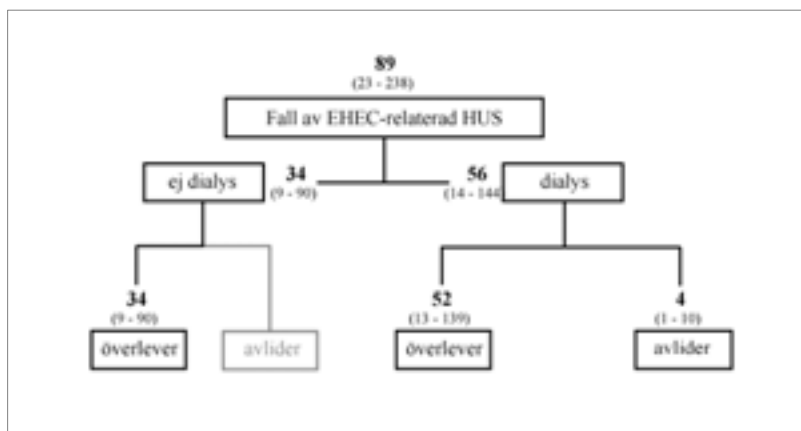 89
(23 - 238)
Fall av EHEC-relaterad HUS
ej dialys
34
(9 - 90)
56
(14 - 144
dialys
34
(9 - 90)
överlever
avlider
52
(13 - 139)
överlever
4
(1 - 10)
avlider